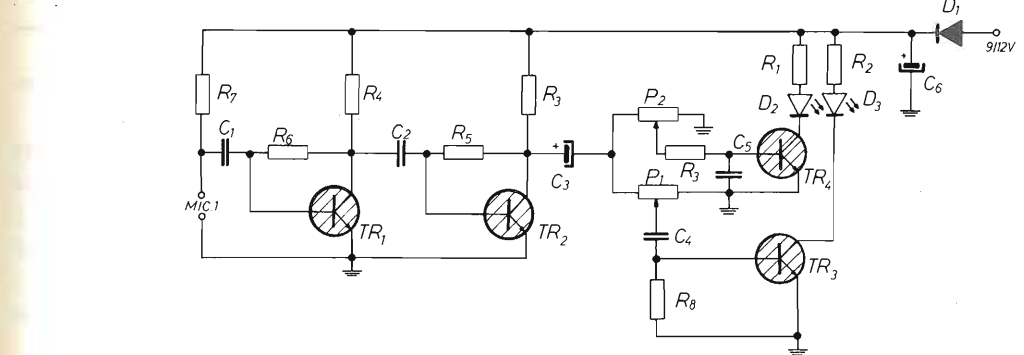 D1
9/12V
R7
R4
R3
R1
R2
C6
P2
D2
D3
C1
R6
C2
R5
C3
R3
C5
TR4
P1
MIC.1
TR1
TR2
C4
TR3
R8
+
+